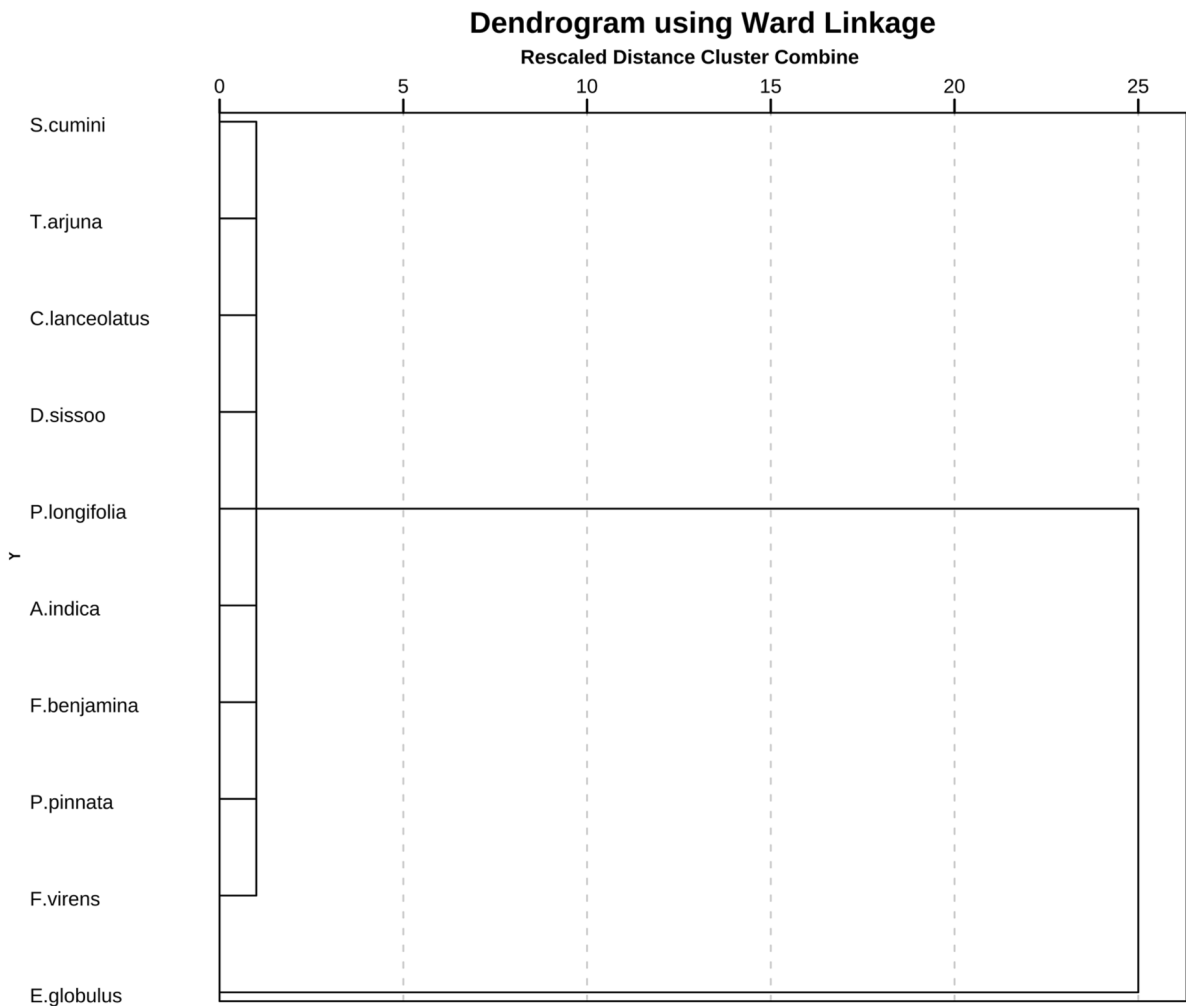 Dendrogram using Ward Linkage
Rescaled Distance Cluster Combine
0 5 10 15 20 25
S.cumini
T.arjuna
C.lanceolatus
D.sissoo
P.longifolia
Y
A.indica
F.benjamina
P.pinnata
F.virens
E.globulus